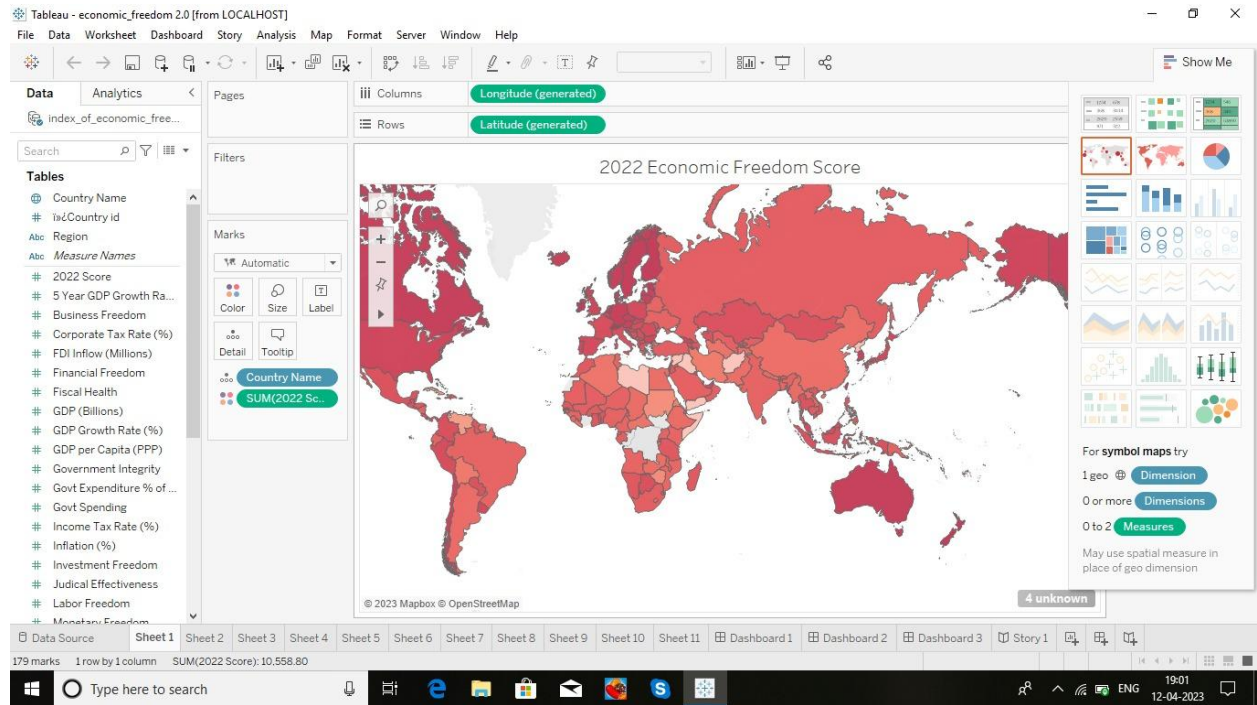 Tableau - economic_freedom 2.0 [from LOCALHOST]
File Data Worksheet Dashboard Story Analysis Map Format Server Window Help
Show Me
Data Analytics
index_of_economic_free...
Search
Tables
Country Name
ï»¿Country id
Abc Region
Abc Measure Names
# 2022 Score
# 5 Year GDP Growth Ra...
# Business Freedom
# Corporate Tax Rate (%)
# FDI Inflow (Millions)
# Financial Freedom
# Fiscal Health
# GDP (Billions)
# GDP Growth Rate (%)
# GDP per Capita (PPP)
# Government Integrity
# Govt Expenditure % of ...
# Govt Spending
# Income Tax Rate (%)
# Inflation (%)
# Investment Freedom
# Judical Effectiveness
# Labor Freedom
# Monetary Freedom
Pages
Filters
Marks
Automatic
Color Size Label
Detail Tooltip
Country Name
SUM(2022 Sc..
Columns Longitude (generated)
Rows Latitude (generated)
2022 Economic Freedom Score
© 2023 Mapbox © OpenStreetMap
4 unknown
For symbol maps try
1 geo Dimension
0 or more Dimensions
0 to 2 Measures
May use spatial measure in
place of geo dimension
Data Source Sheet 1 Sheet 2 Sheet 3 Sheet 4 Sheet 5 Sheet 6 Sheet 7 Sheet 8 Sheet 9 Sheet 10 Sheet 11 Dashboard 1 Dashboard 2 Dashboard 3 Story 1
179 marks 1 row by 1 column SUM(2022 Score): 10,558.80
Type here to search
ENG
19:01
12-04-2023